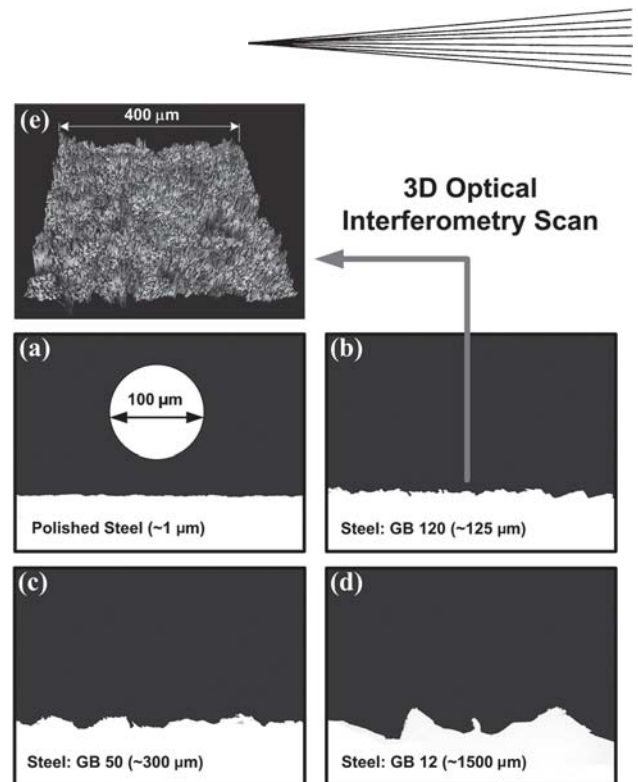 (e)
400 µm
3D Optical
Interferometry Scan
(a)
100 µm
Polished Steel (~1 µm)
(b)
Steel: GB 120 (~125 µm)
(c)
Steel: GB 50 (~300 µm)
(d)
Steel: GB 12 (~1500 µm)